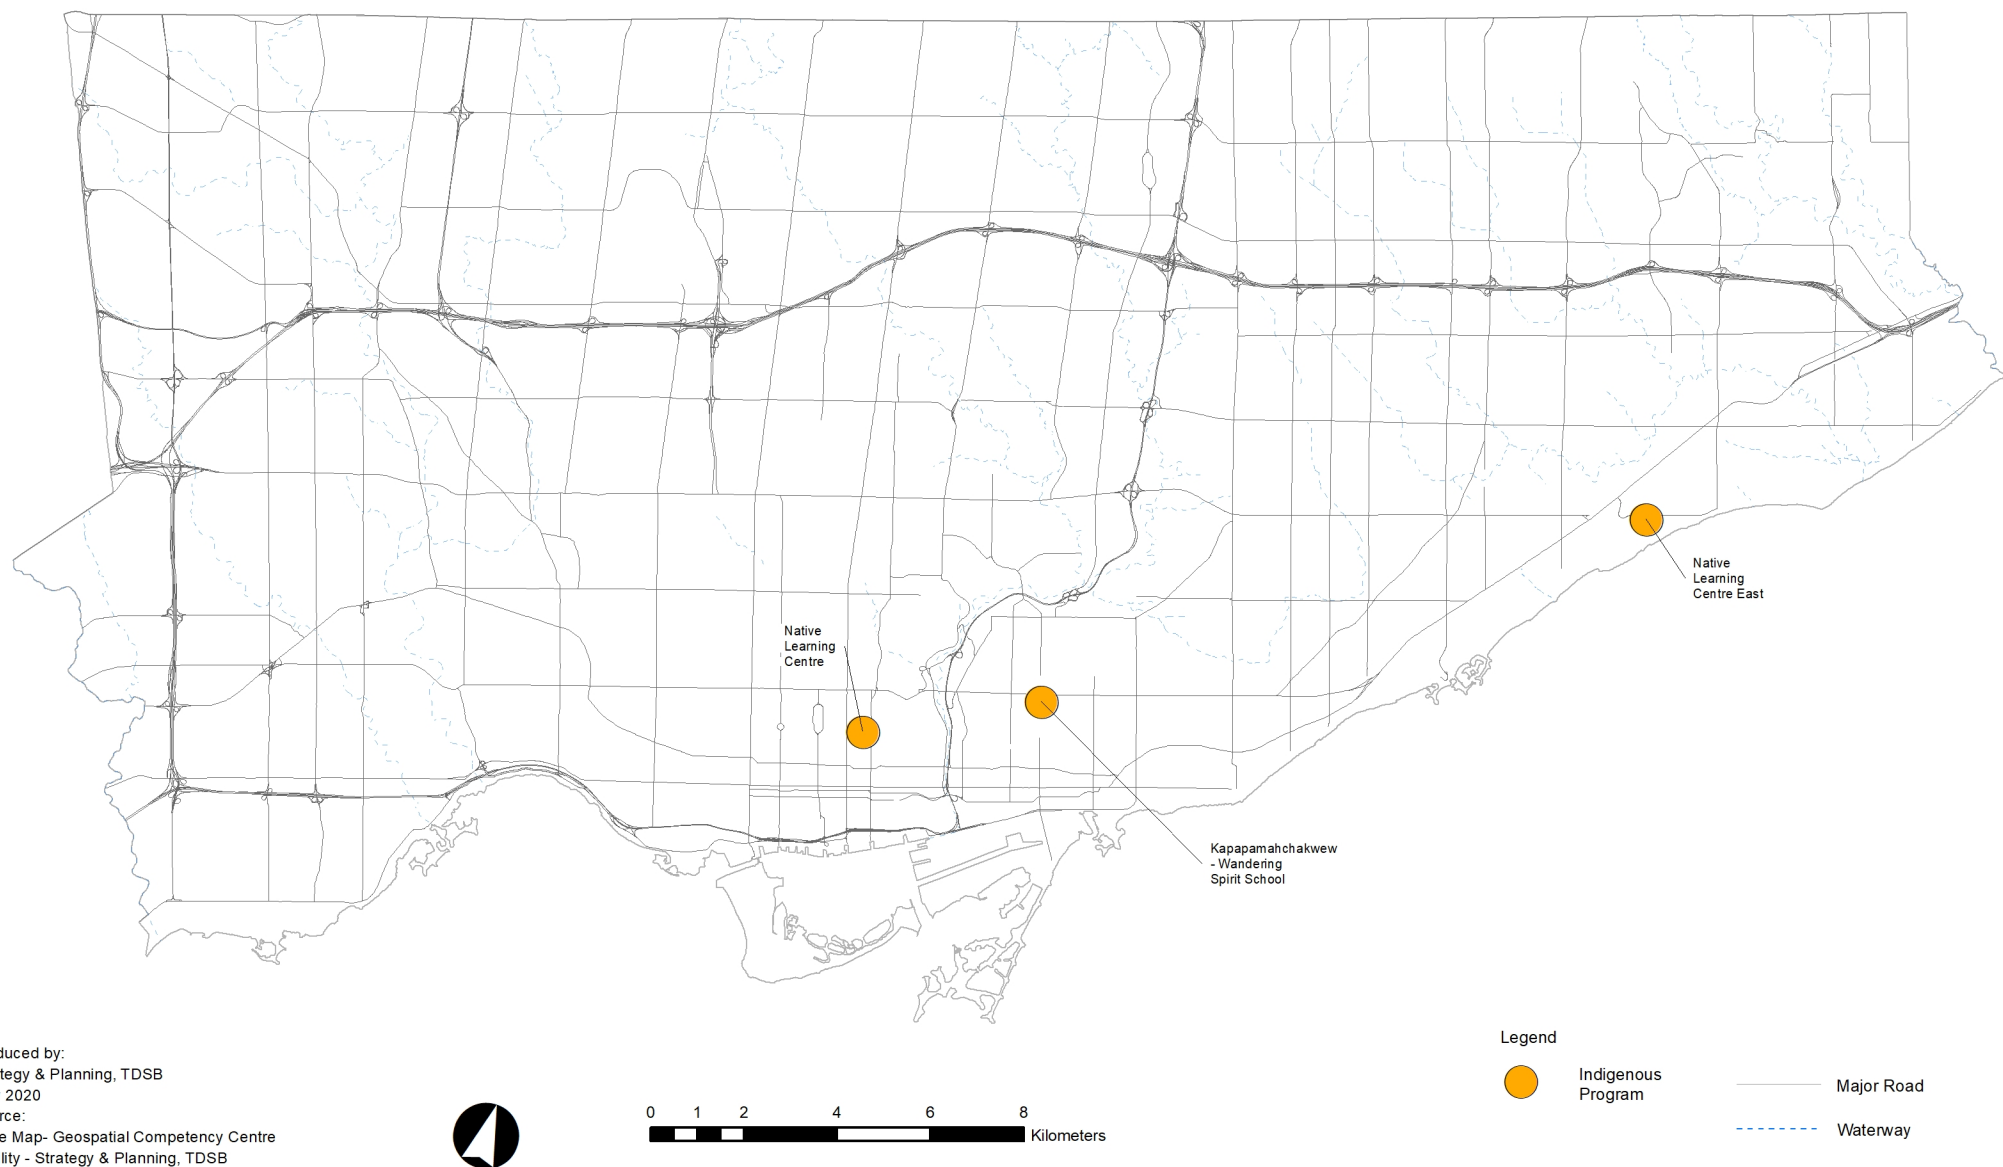 Native
Learning
Centre East
Native
Learning
Centre
Kapapamahchakwew
- Wandering
Spirit School
duced by:
tegy & Planning, TDSB
2020
rce:
e Map- Geospatial Competency Centre
lity - Strategy & Planning, TDSB
0 1 2 4 6 8
Kilometers
Legend
Indigenous
Program
Major Road
Waterway